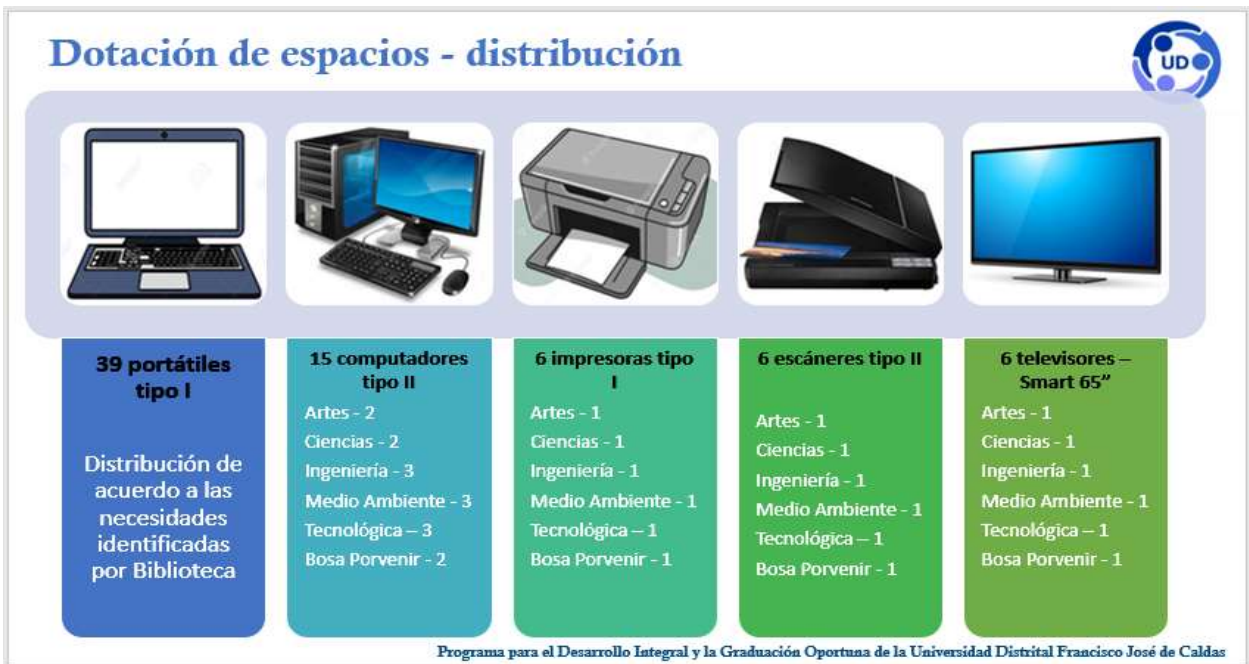 Dotación de espacios - distribución
UD
39 portátiles
tipo I
Distribución de
acuerdo a las
necesidades
identificadas
por Biblioteca
15 computadores
tipo II
Artes - 2
Ciencias - 2
Ingeniería - 3
Medio Ambiente - 3
Tecnológica – 3
Bosa Porvenir - 2
6 impresoras tipo
I
Artes - 1
Ciencias - 1
Ingeniería - 1
Medio Ambiente - 1
Tecnológica – 1
Bosa Porvenir - 1
6 escáneres tipo II
Artes - 1
Ciencias - 1
Ingeniería - 1
Medio Ambiente - 1
Tecnológica – 1
Bosa Porvenir - 1
6 televisores –
Smart 65”
Artes - 1
Ciencias - 1
Ingeniería - 1
Medio Ambiente - 1
Tecnológica – 1
Bosa Porvenir - 1
Programa para el Desarrollo Integral y la Graduación Oportuna de la Universidad Distrital Francisco José de Caldas